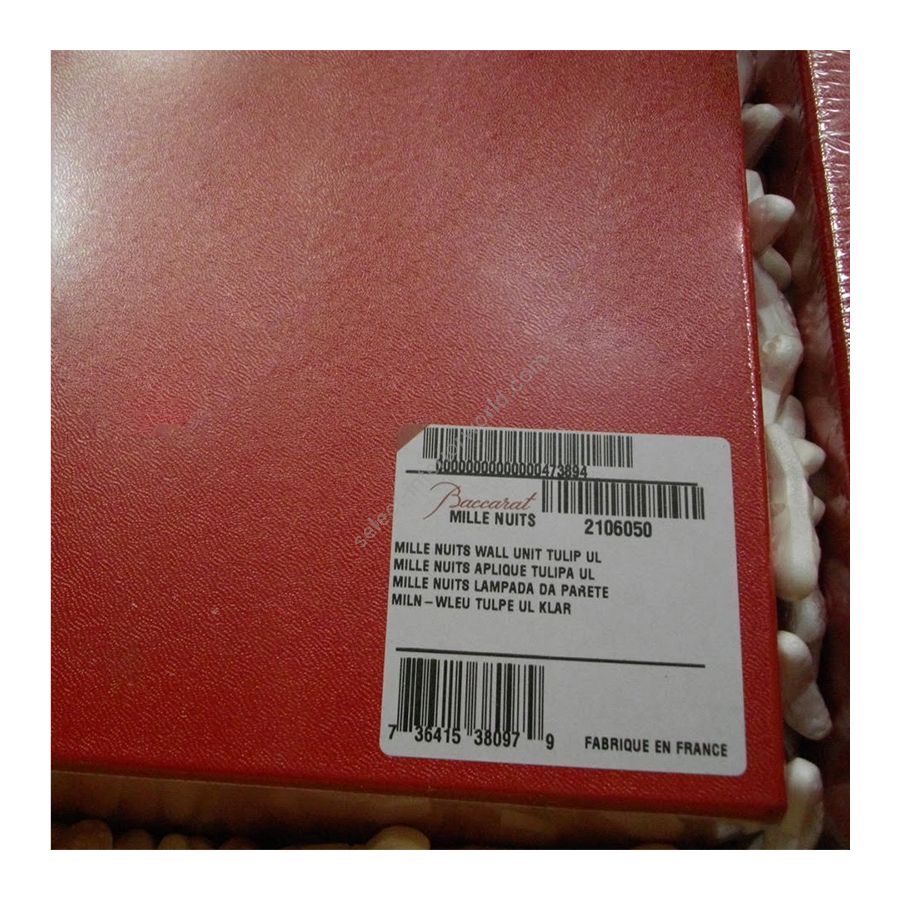 00000000000000473894
Baccarat
MILLE NUITS 2106050
MILLE NUITS WALL UNIT TULIP UL
MILLE NUITS APLIQUE TULIPA UL
MILLE NUITS LAMPADA DA PARETE
MILN-WLEU TULPE UL KLAR
7 36415 38097 9
FABRIQUE EN FRANCE